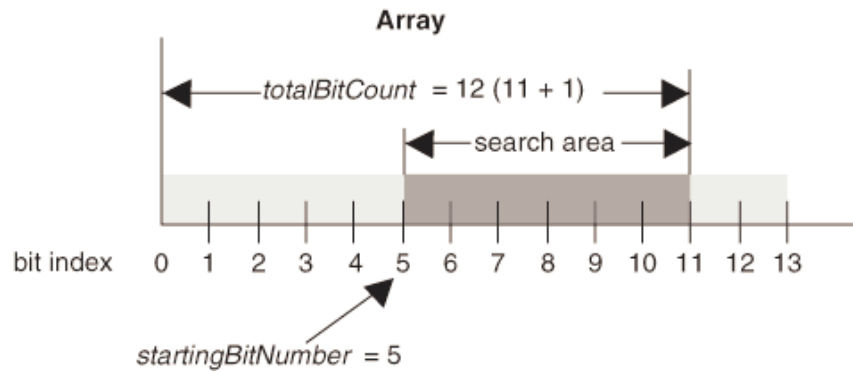 Array
totalBitCount = 12 (11 + 1)
search area
bit index 0 1 2 3 4 5 6 7 8 9 10 11 12 13
startingBitNumber = 5